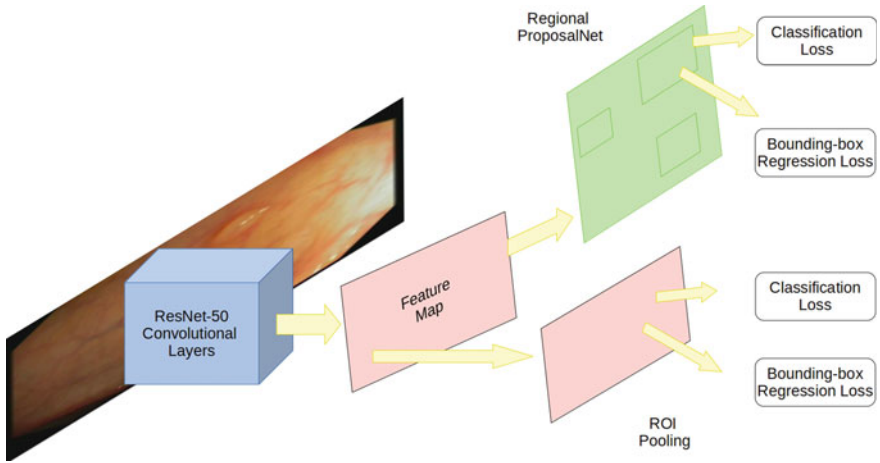 Regional
ProposalNet
Classification
Loss
Bounding-box
Regression Loss
ResNet-50
Convolutional
Layers
Feature
Map
Classification
Loss
Bounding-box
Regression Loss
ROI
Pooling